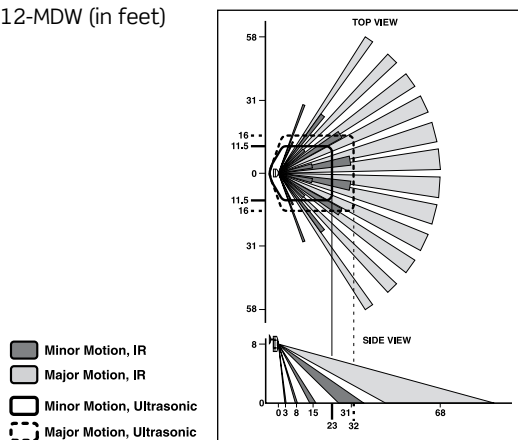 12-MDW (in feet)
TOP VIEW
58
31
16
11.5
0
11.5
16
31
58
SIDE VIEW
8
0
0 3 8 15 31 68
23 32
Minor Motion, IR
Major Motion, IR
Minor Motion, Ultrasonic
Major Motion, Ultrasonic